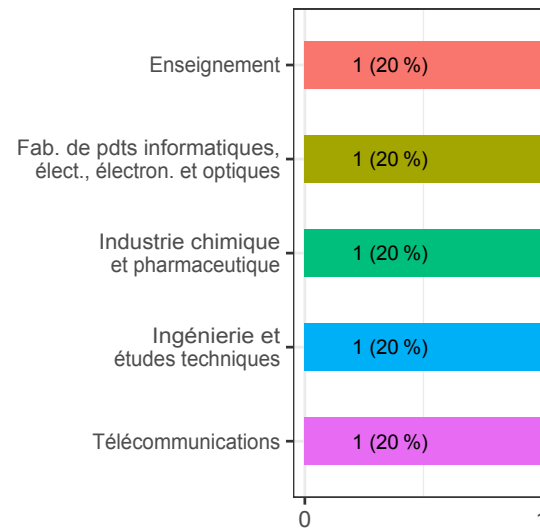 Enseignement
1 (20 %)
Fab. de pdts informatiques,
élect., électron. et optiques
1 (20 %)
Industrie chimique
et pharmaceutique
1 (20 %)
Ingénierie et
études techniques
1 (20 %)
Télécommunications
1 (20 %)
0
1